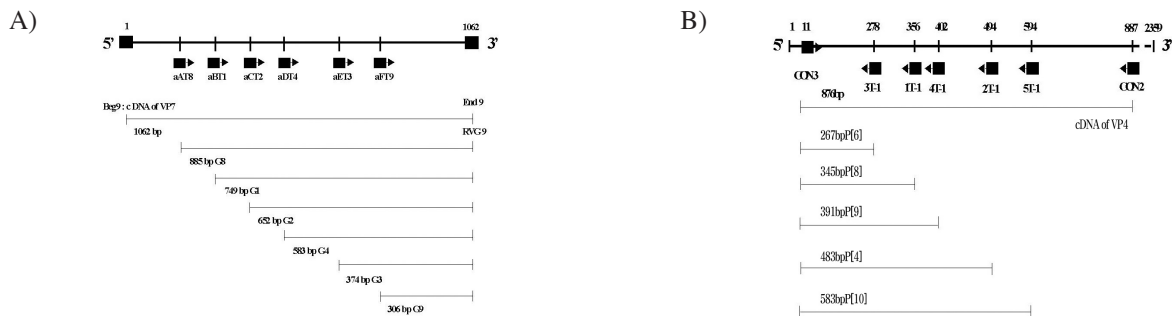 A)
1 1062
5' 3'
aAT8 aBT1 aCT2 aDT4 aET3 aFT9
Beg9 : cDNA of VP7 End 9
1062 bp RVG 9
885 bp G8
749 bp G1
652 bp G2
583 bp G4
374 bp G3
306 bp G9
B)
1 11 278 356 402 494 594 887 2359
5' 3'
CON3 3T-1 1T-1 4T-1 2T-1 5T-1 CON2
876bp
cDNA of VP4
267bpP[6]
345bpP[8]
391bpP[9]
483bpP[4]
583bpP[10]